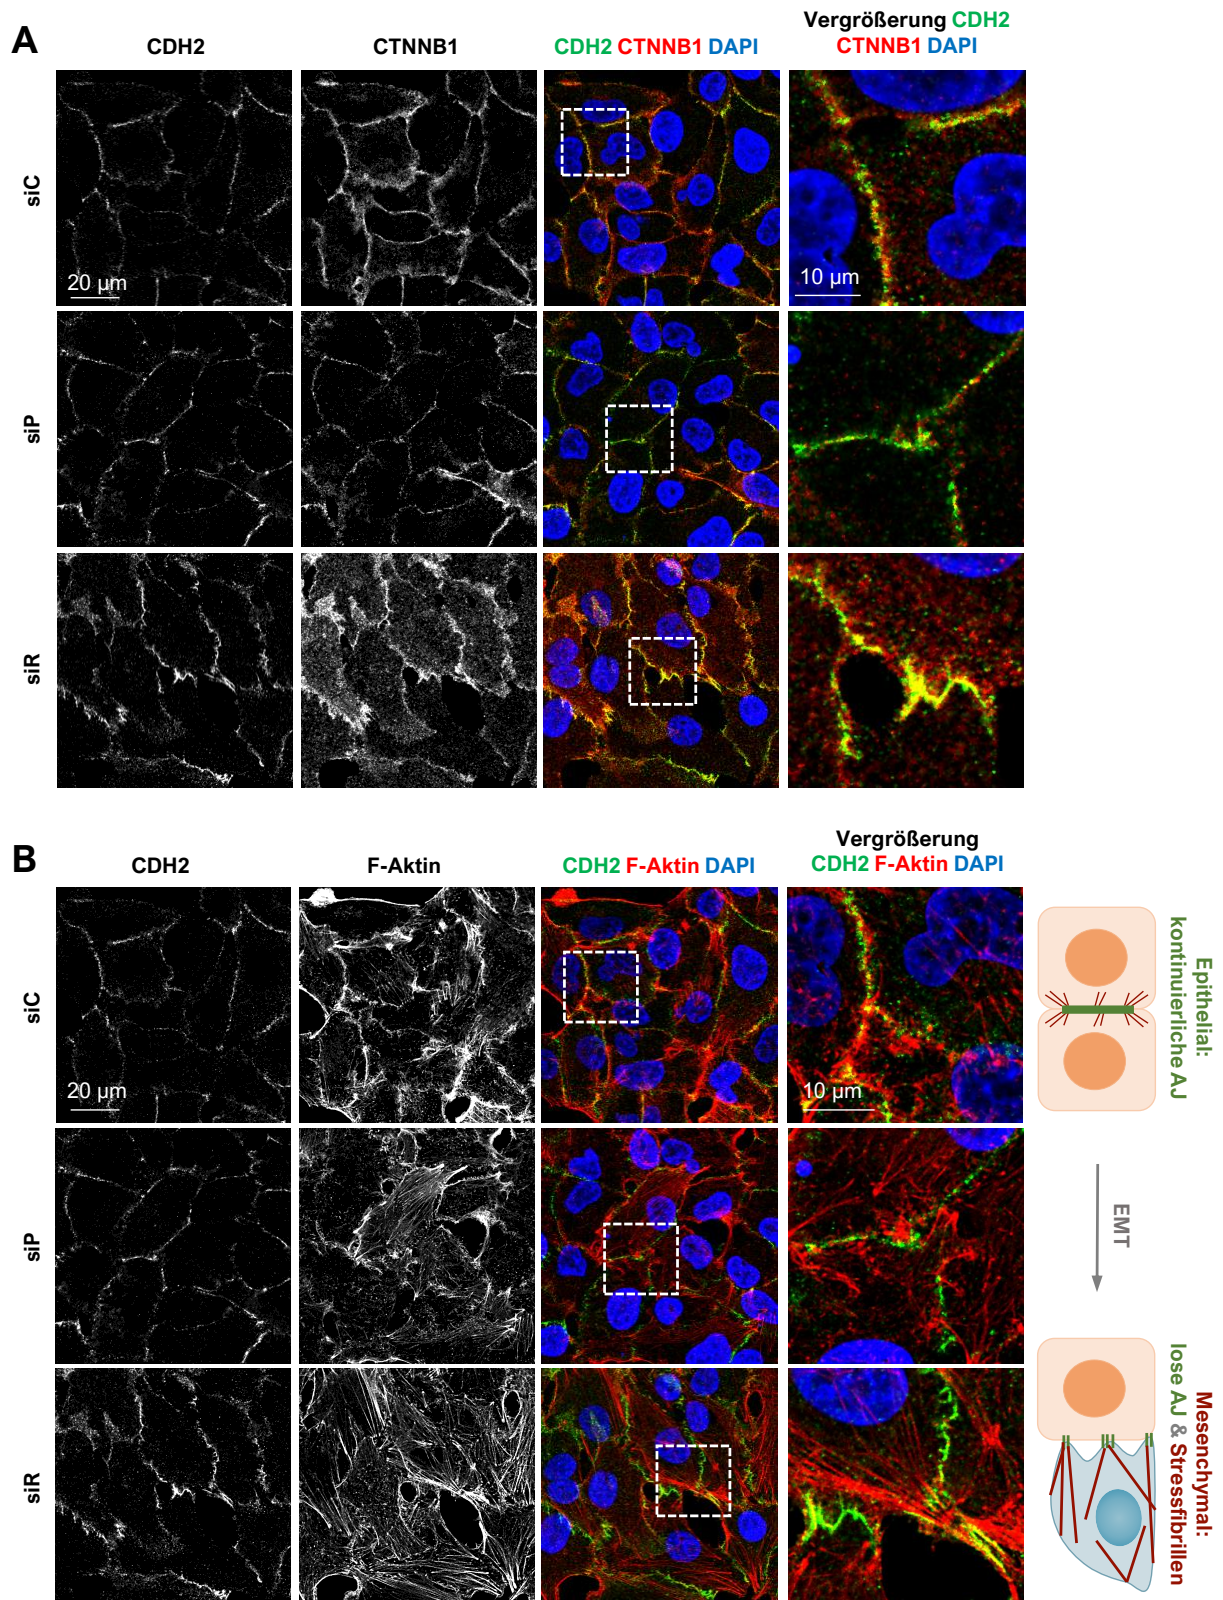 A
CDH2
CTNNB1
CDH2 CTNNB1 DAPI
Vergrößerung CDH2
CTNNB1 DAPI
siC
20 µm
10 µm
siP
siR
B
CDH2
F-Aktin
CDH2 F-Aktin DAPI
Vergrößerung
CDH2 F-Aktin DAPI
siC
20 µm
10 µm
Epithelial:
kontinuierliche AJ
siP
EMT
siR
Mesenchymal:
lose AJ & Stressfibrillen